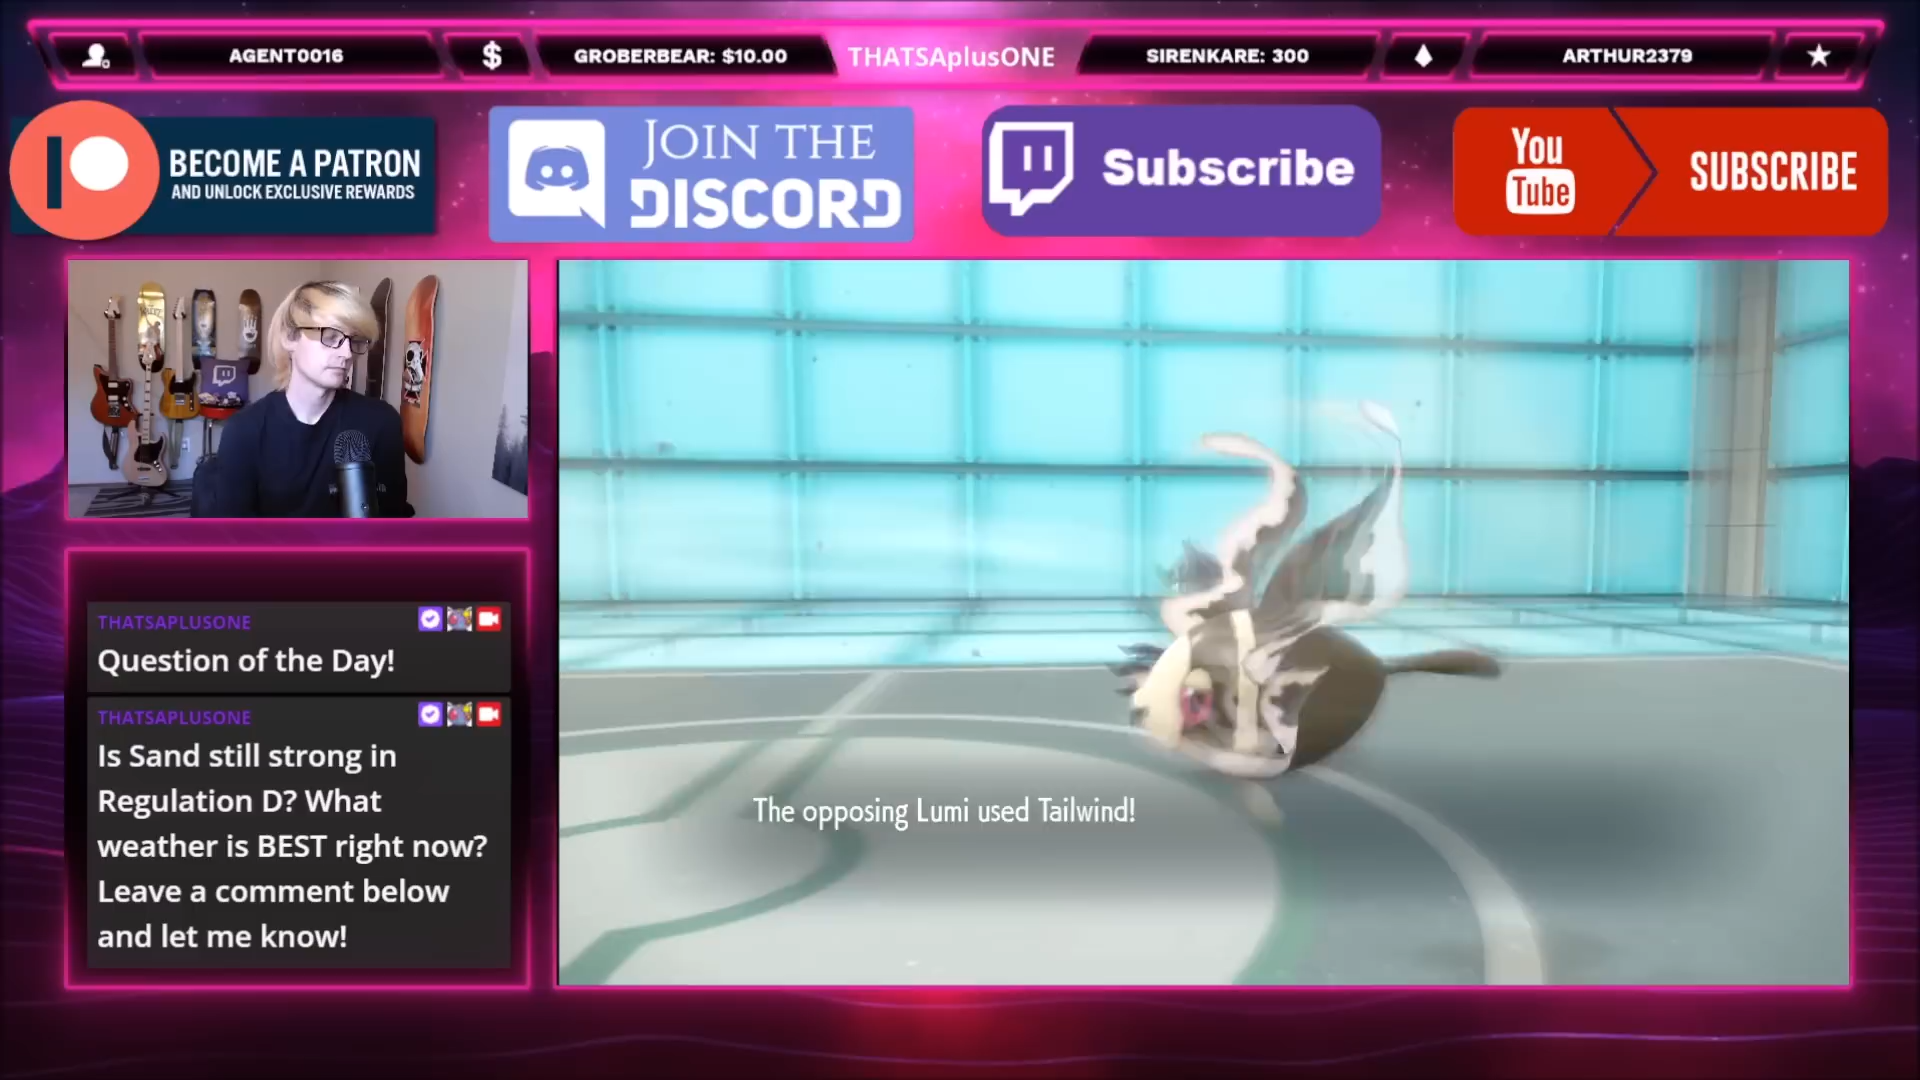 AGENT0016
$
GROBERBEAR: $10.00
THATSAplusONE
SIRENKARE: 300
ARTHUR2379
BECOME A PATRON
AND UNLOCK EXCLUSIVE REWARDS
JOIN THE
DISCORD
Subscribe
You
Tube
SUBSCRIBE
THATSAPLUSONE
Question of the Day!
THATSAPLUSONE
Is Sand still strong in
Regulation D? What
weather is BEST right now?
Leave a comment below
and let me know!
The opposing Lumi used Tailwind!